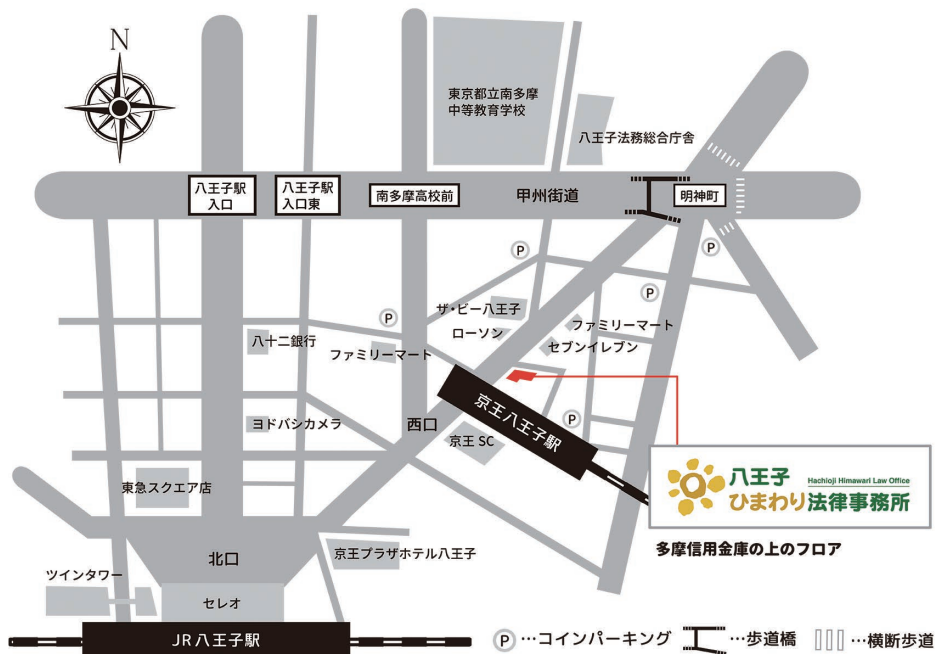 N
東京都立南多摩
中等教育学校
八王子法務総合庁舎
八王子駅
入口
八王子駅
入口東
南多摩高校前
甲州街道
明神町
P
P
P
P
ザ・ビー八王子
ローソン
ファミリーマート
セブンイレブン
八十二銀行
ファミリーマート
京王八王子駅
P
西口
ヨドバシカメラ
京王 SC
東急スクエア店
八王子
Hachioji Himawari Law Office
ひまわり法律事務所
多摩信用金庫の上のフロア
北口
京王プラザホテル八王子
ツインタワー
セレオ
JR 八王子駅
P…コインパーキング …歩道橋 …横断歩道